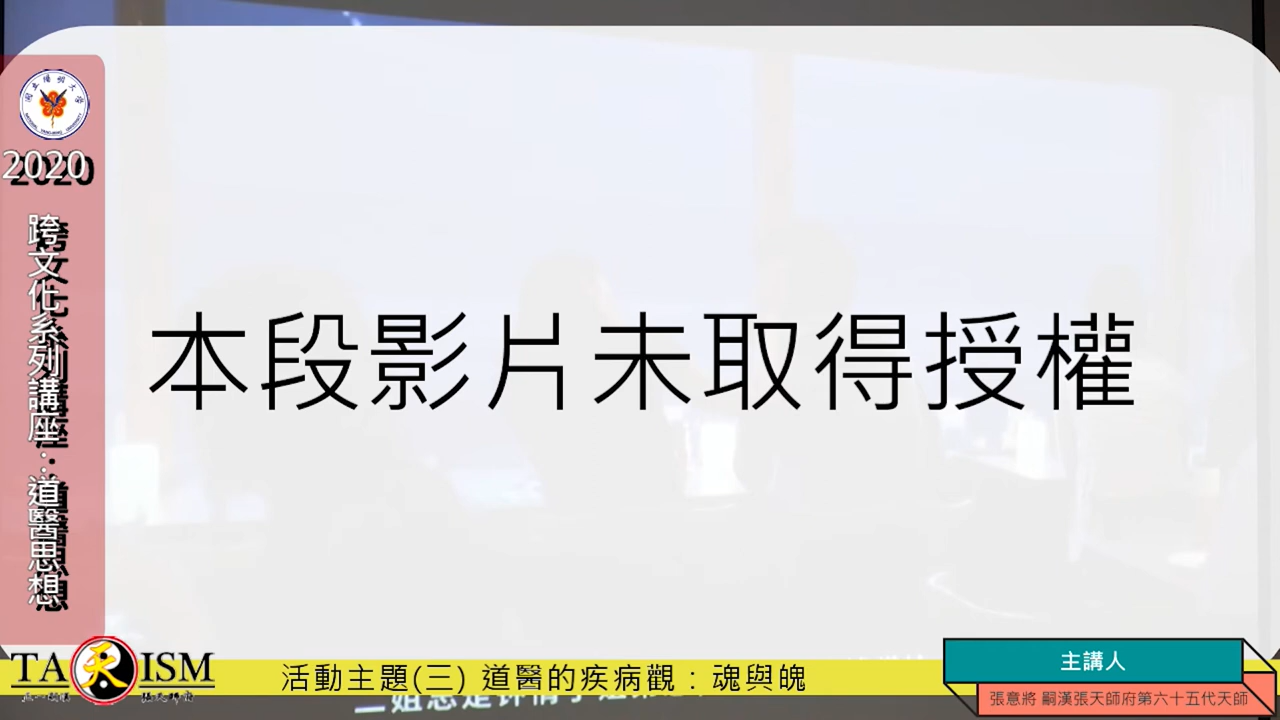 2020
跨文化系列講座：道醫思想
本段影片未取得授權
TAOISM
活動主題(三) 道醫的疾病觀：魂與魄
主講人
張意將 嗣漢張天師府第六十五代天師